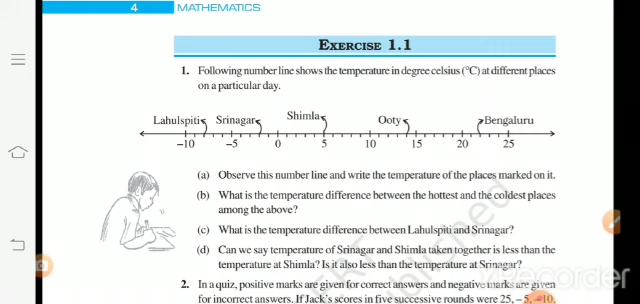 4 MATHEMATICS
EXERCISE 1.1
1. Following number line shows the temperature in degree celsius (°C) at different places
on a particular day.
Lahulspiti Srinagar Shimla Ooty Bengaluru
–10 –5 0 5 10 15 20 25
(a) Observe this number line and write the temperature of the places marked on it.
(b) What is the temperature difference between the hottest and the coldest places
among the above?
(c) What is the temperature difference between Lahulspiti and Srinagar?
(d) Can we say temperature of Srinagar and Shimla taken together is less than the
temperature at Shimla? Is it also less than the temperature at Srinagar?
2. In a quiz, positive marks are given for correct answers and negative marks are given
for incorrect answers. If Jack's scores in five successive rounds were 25, – 5, –10,